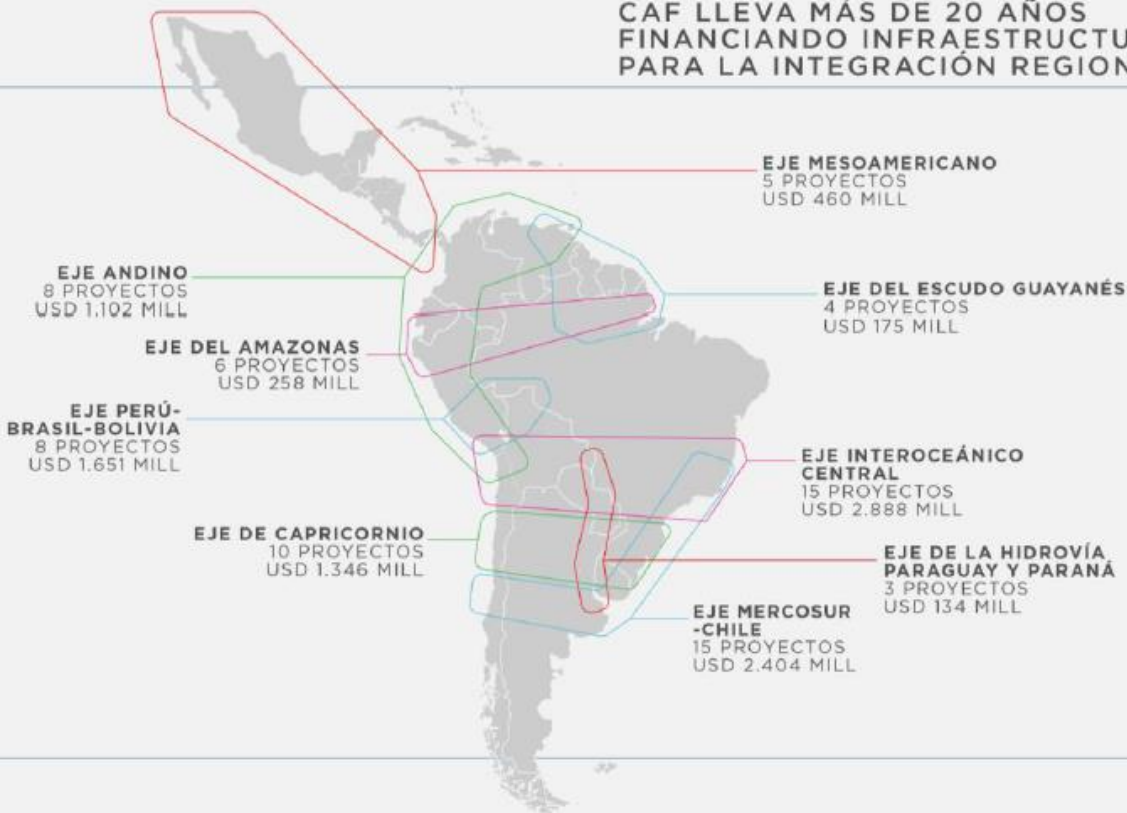 CAF LLEVA MÁS DE 20 AÑOS
FINANCIANDO
PARA LA INTEGRACIÓN
EJE MESOAMERICANO
5 PROYECTOS
USD 460 MILL
EJE ANDINO
8 PROYECTOS
USD 1.102 MILL
EJE DEL ESCUDO GUAYANÉS
4 PROYECTOS
USD 175 MILL
EJE DEL AMAZONAS
6 PROYECTOS
USD 258 MILL
EJE PERÚ-
BRASIL-BOLIVIA
8 PROYECTOS
USD 1.651 MILL
EJE INTEROCEÁNICO
CENTRAL
15 PROYECTOS
USD 2.888 MILL
EJE DE CAPRICORNIO
10 PROYECTOS
USD 1.346 MILL
EJE DE LA HIDROVÍA
PARAGUAY Y PARANÁ
3 PROYECTOS
USD 134 MILL
EJE MERCOSUR
-CHILE
15 PROYECTOS
USD 2.404 MILL